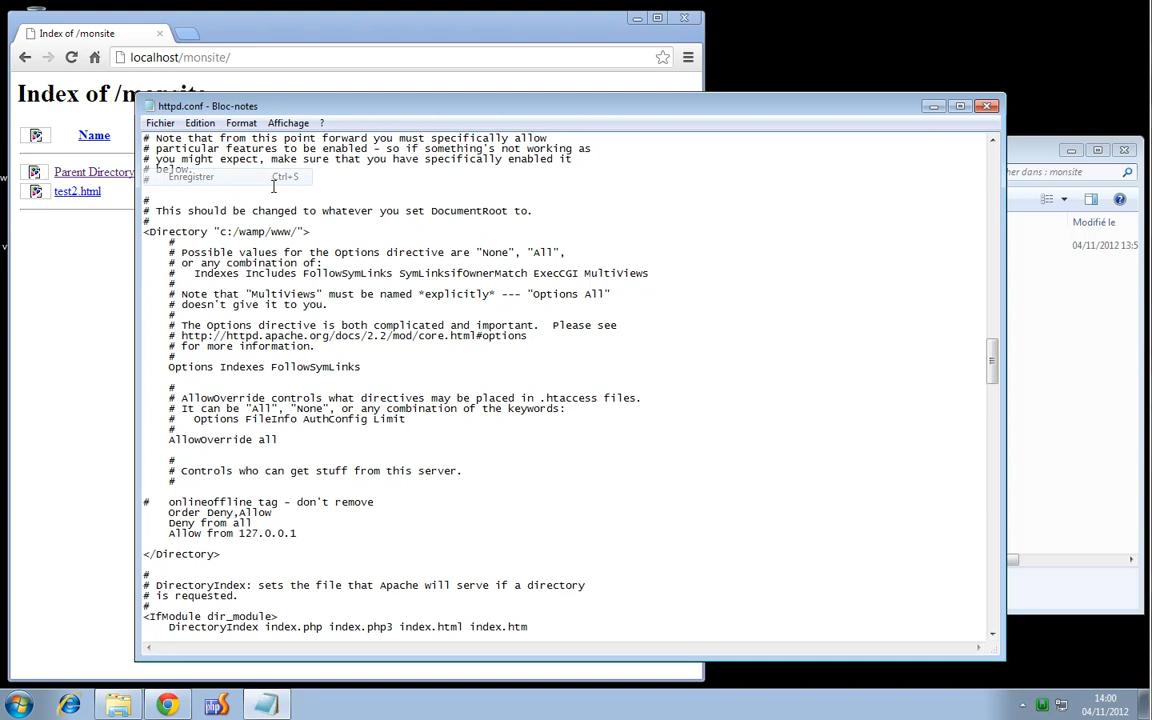 Index of /monsite
localhost/monsite/
Index of /monsite
Name
Parent Directory
test2.html
httpd.conf - Bloc-notes
Fichier Edition Format Affichage ?
# Note that from this point forward you must specifically allow
# particular features to be enabled - so if something's not working as
# you might expect, make sure that you have specifically enabled it
# below.
#
Enregistrer Ctrl+S
#
# This should be changed to whatever you set DocumentRoot to.
#
<Directory "c:/wamp/www/">
#
# Possible values for the Options directive are "None", "All",
# or any combination of:
#   Indexes Includes FollowSymLinks SymLinksifOwnerMatch ExecCGI MultiViews
#
# Note that "MultiViews" must be named *explicitly* --- "Options All"
# doesn't give it to you.
#
# The Options directive is both complicated and important.  Please see
# http://httpd.apache.org/docs/2.2/mod/core.html#options
# for more information.
#
Options Indexes FollowSymLinks
#
# AllowOverride controls what directives may be placed in .htaccess files.
# It can be "All", "None", or any combination of the keywords:
#   Options FileInfo AuthConfig Limit
#
AllowOverride all
#
# Controls who can get stuff from this server.
#
#   onlineoffline tag - don't remove
Order Deny,Allow
Deny from all
Allow from 127.0.0.1
</Directory>
#
# DirectoryIndex: sets the file that Apache will serve if a directory
# is requested.
#
<IfModule dir_module>
DirectoryIndex index.php index.php3 index.html index.htm
her dans : monsite
Modifié le
04/11/2012 13:5
php
14:00
04/11/2012